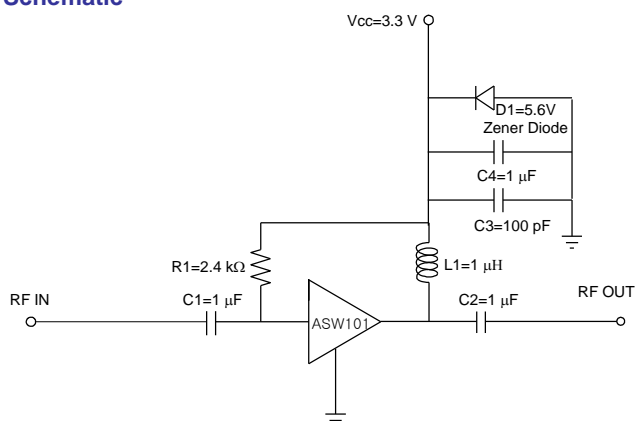 Schematic
Vcc=3.3 V
D1=5.6V
Zener Diode
C4=1 μF
C3=100 pF
R1=2.4 kΩ
L1=1 μH
RF IN
C1=1 μF
ASW101
C2=1 μF
RF OUT